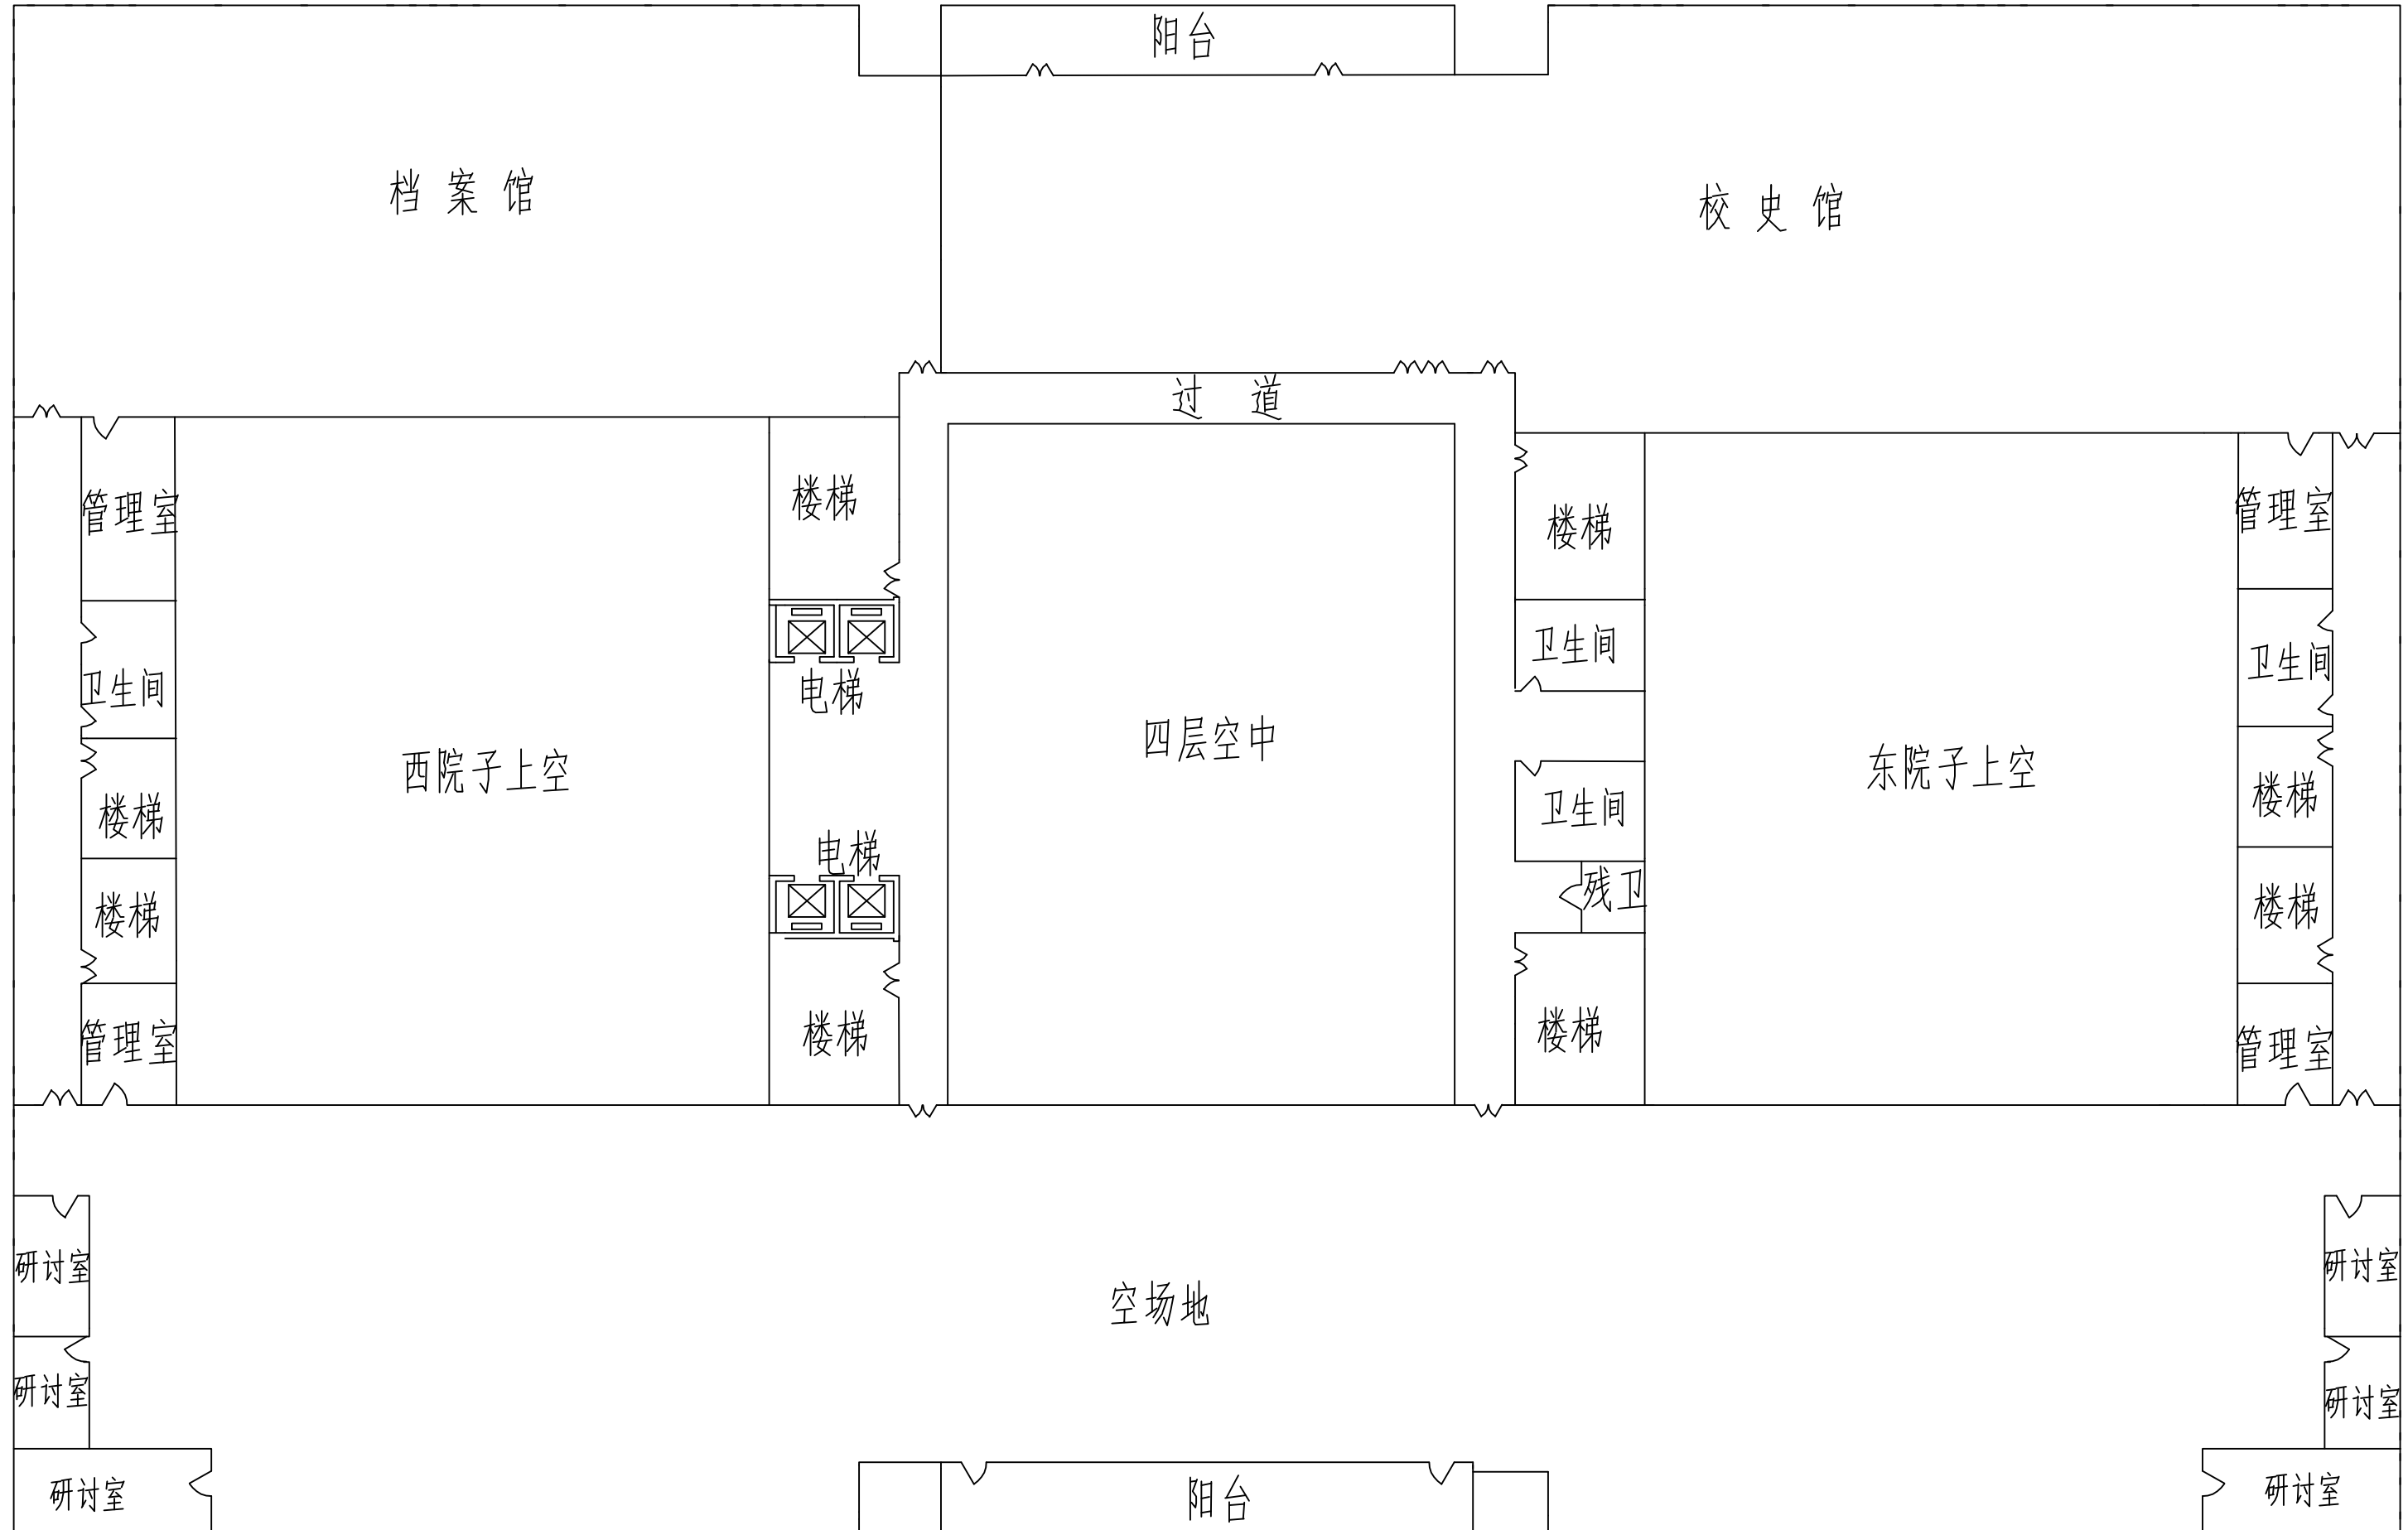 阳台
档案馆
校史馆
过道
楼梯
管理室
管理室
楼梯
卫生间
卫生间
卫生间
电梯
四层空中
西院子上空
东院子上空
楼梯
卫生间
楼梯
电梯
残卫
楼梯
楼梯
管理室
楼梯
楼梯
管理室
研讨室
研讨室
空场地
研讨室
研讨室
研讨室
阳台
研讨室